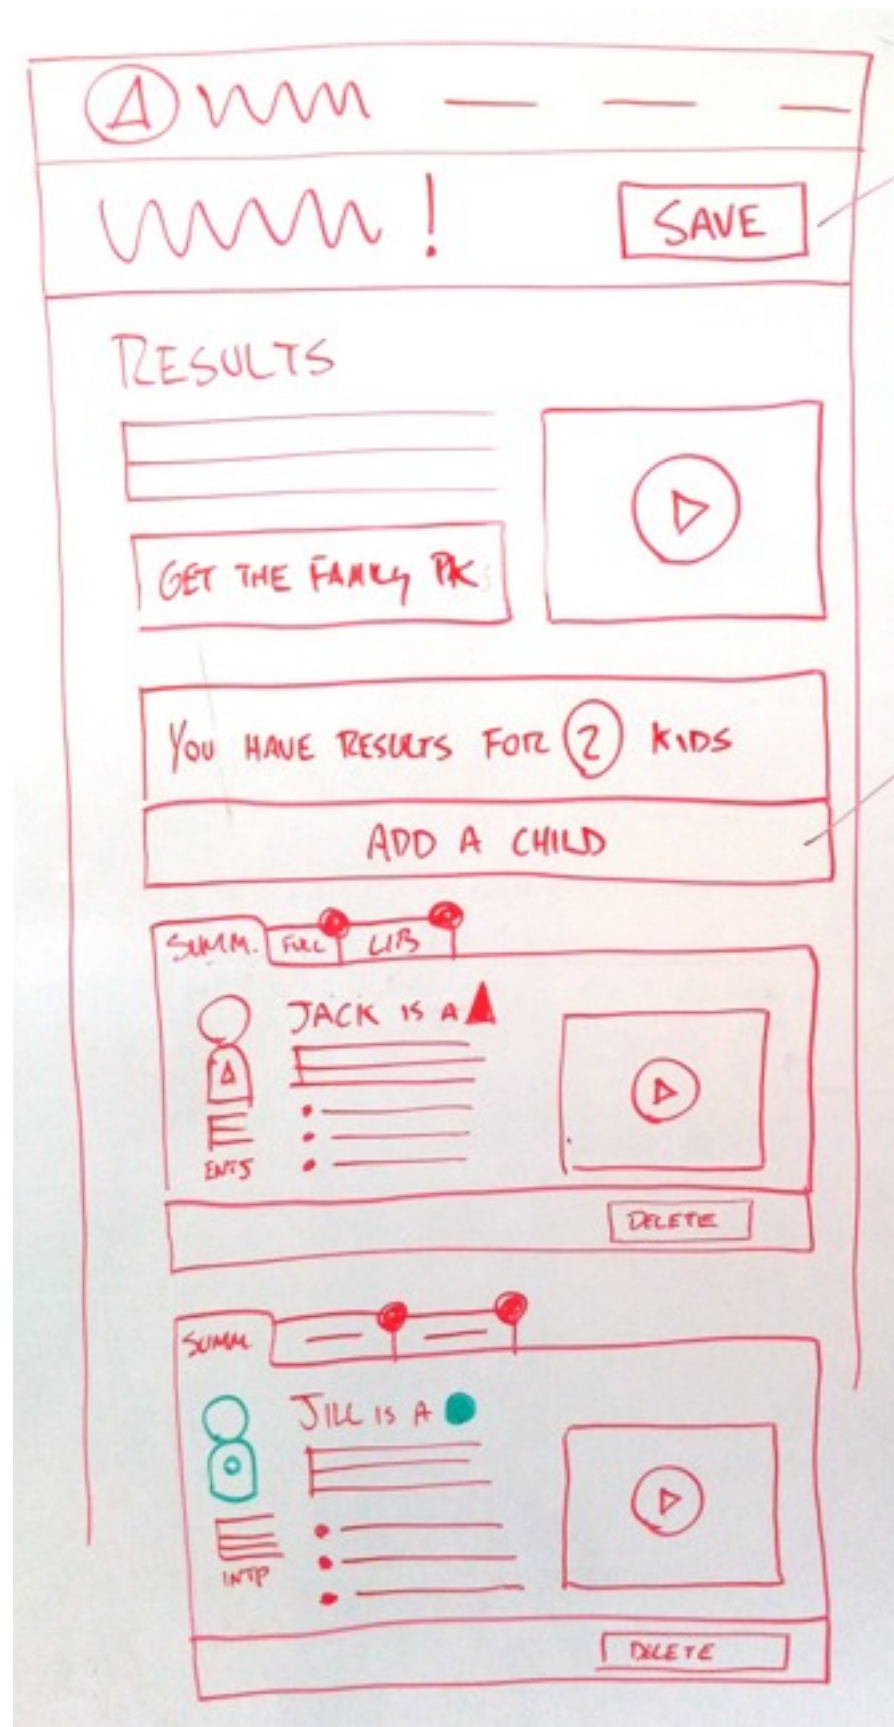 SAVE
RESULTS
GET THE FAMILY PK
YOU HAVE RESULTS FOR 2 KIDS
ADD A CHILD
SUMM. FULL LIB
JACK IS A
ENTJ
DELETE
SUMM.
JILL IS A
INTP
DELETE